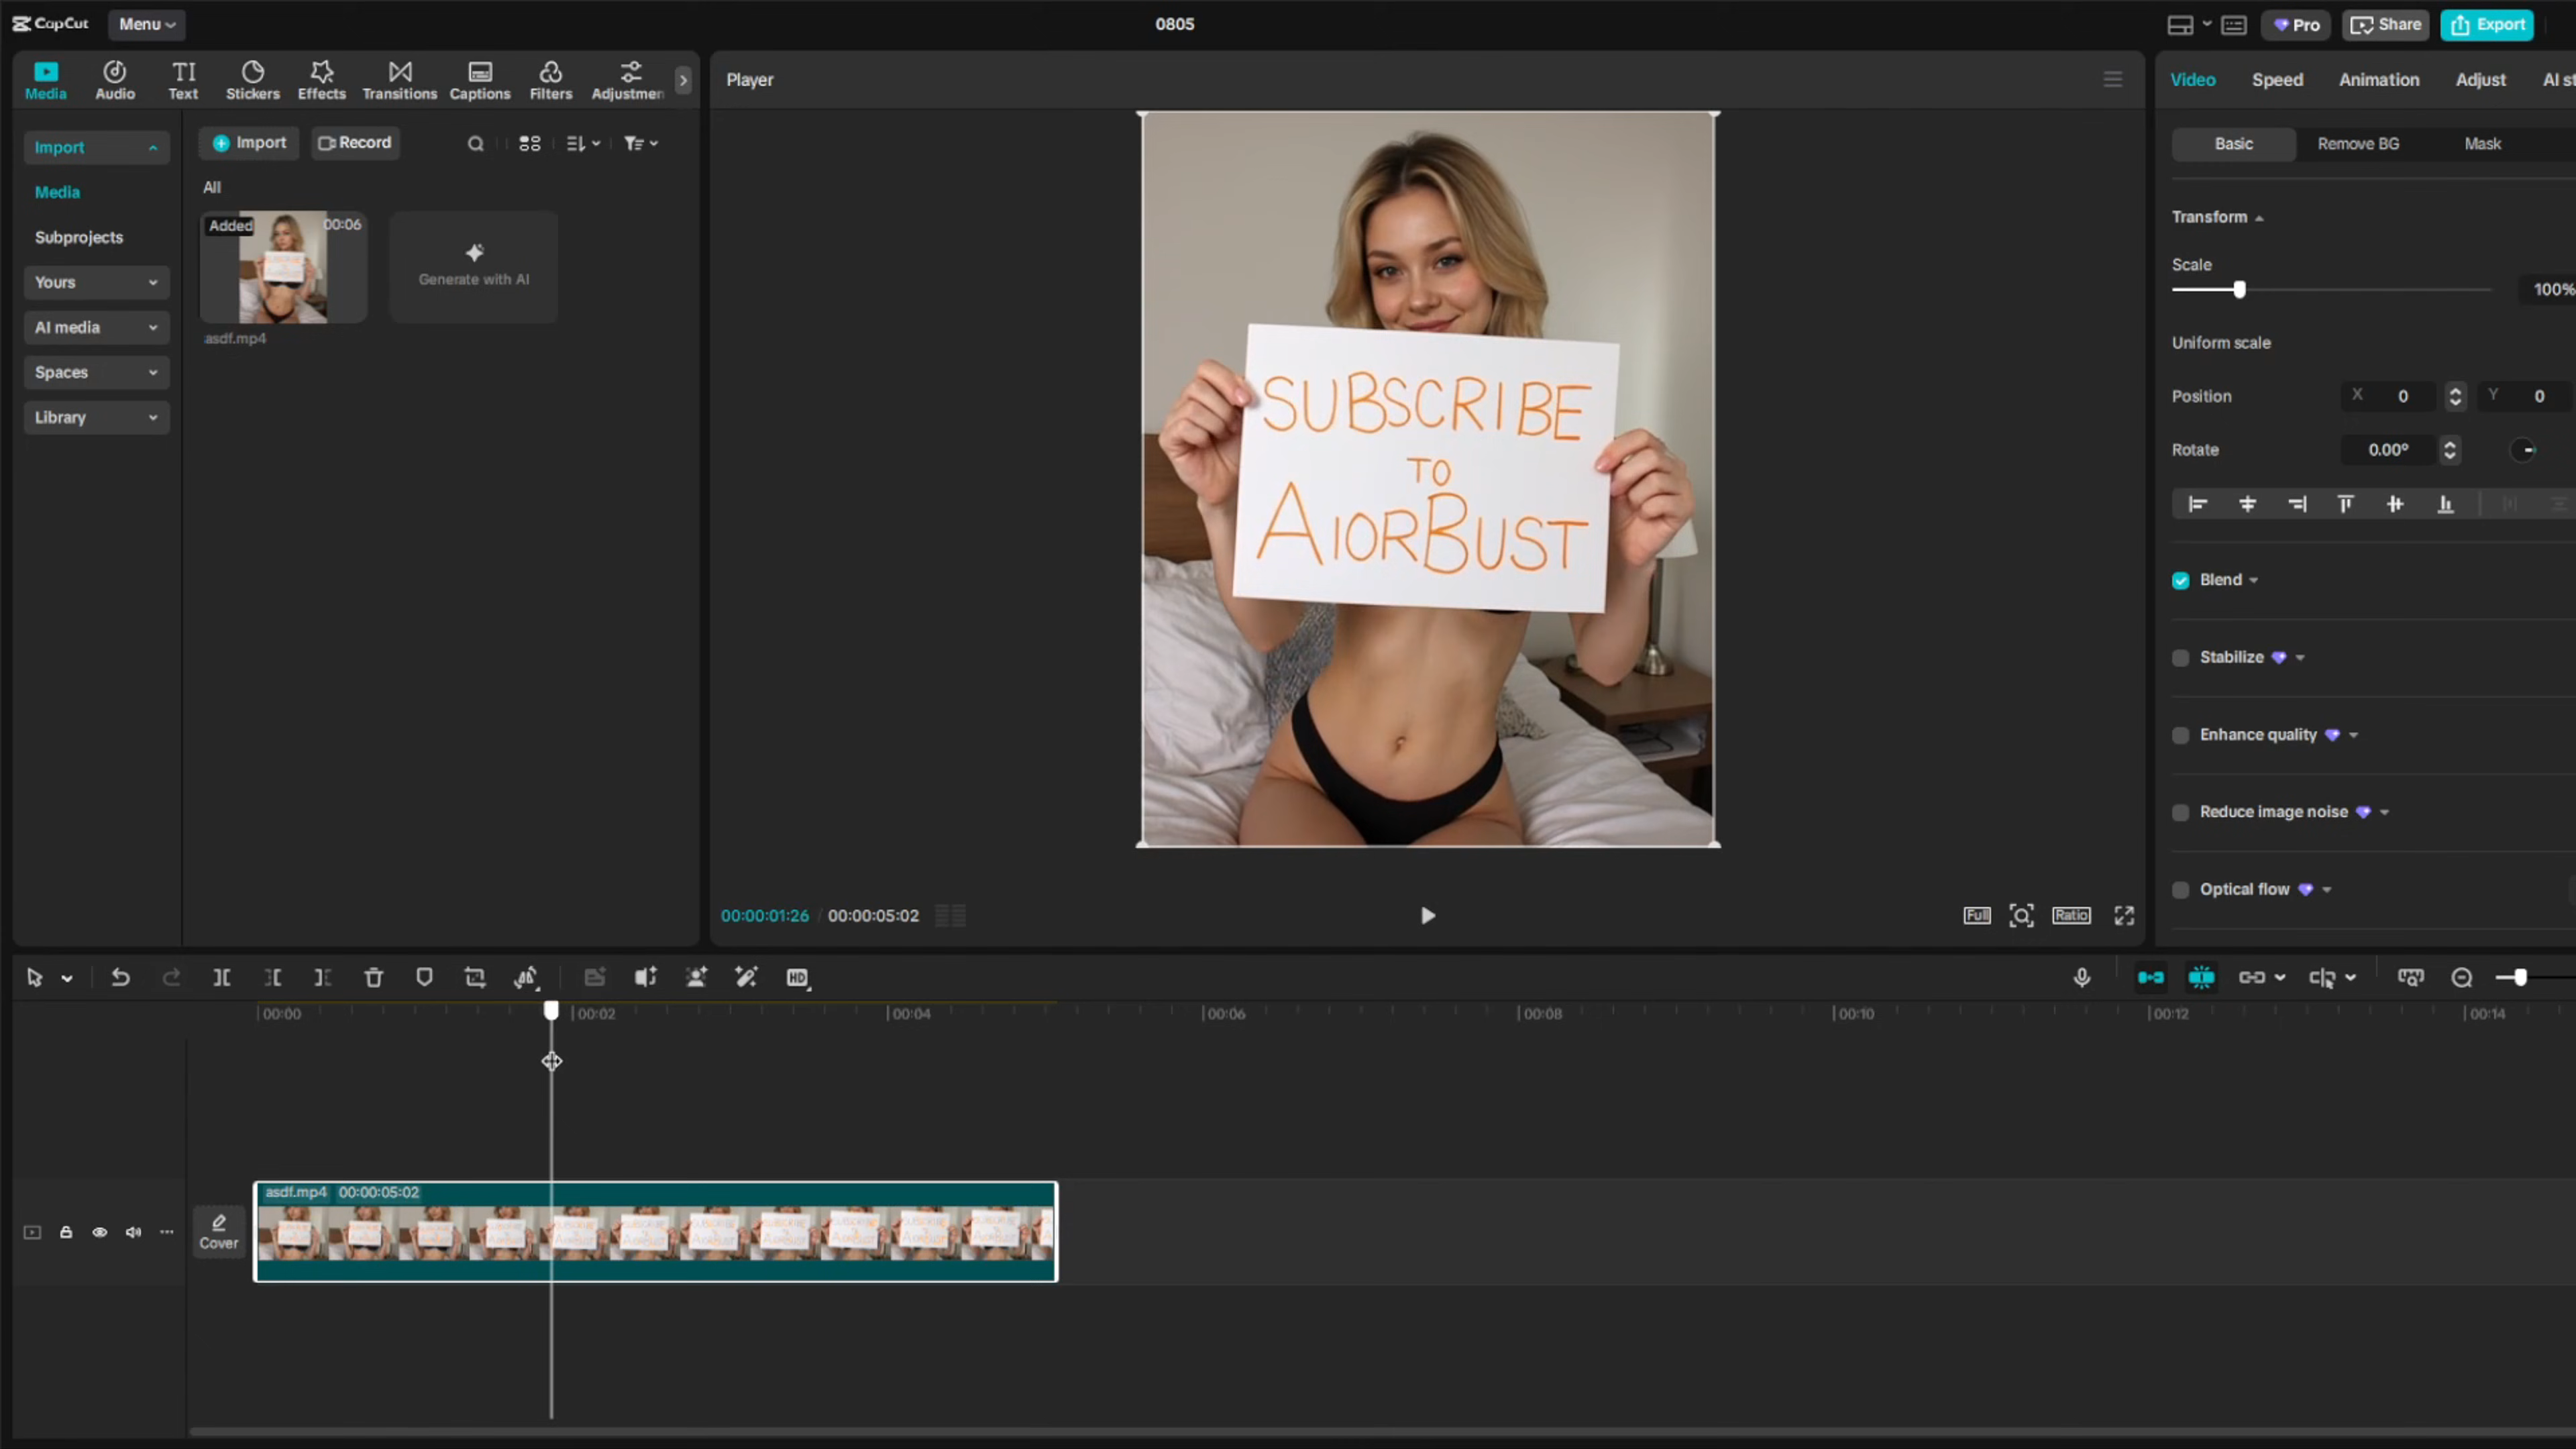 CapCut
Menu
0805
Pro
Share
Export
Media
Audio
Text
Stickers
Effects
Transitions
Captions
Filters
Adjustmen
Player
Video
Speed
Animation
Adjust
AI st
Import
Import
Record
Basic
Remove BG
Mask
Media
All
Subprojects
Added
00:06
Transform
Yours
Generate with AI
Scale
100%
AI media
asdf.mp4
Uniform scale
Spaces
Position
X 0
Y 0
Library
Rotate
0.00°
SUBSCRIBE
TO
AIORBUST
Blend
Stabilize
Enhance quality
Reduce image noise
Optical flow
00:00:01:26 / 00:00:05:02
Full
Ratio
HD
00:00
00:02
00:04
00:06
00:08
00:10
00:12
00:14
asdf.mp4 00:00:05:02
Cover